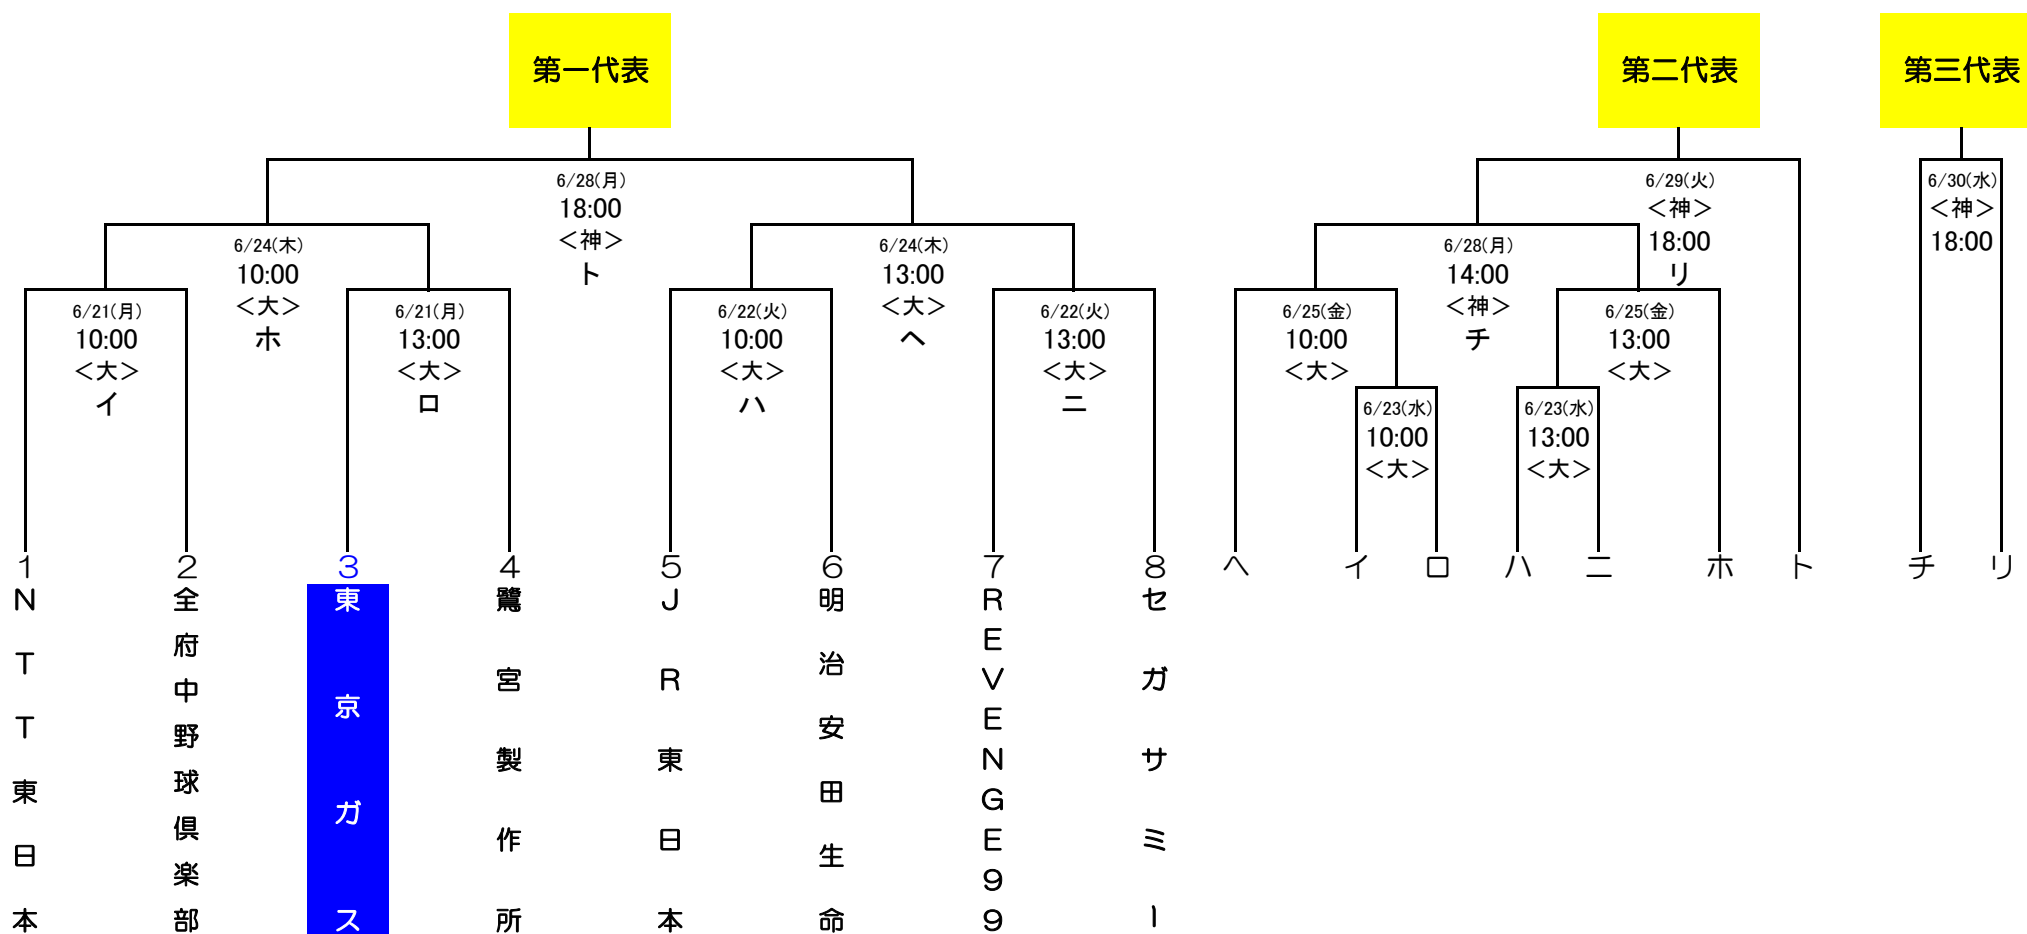 第一代表
第二代表
第三代表
6/28(月)
18:00
<神>
ト
6/29(火)
<神>
18:00
リ
6/30(水)
<神>
18:00
6/24(木)
10:00
<大>
ホ
6/24(木)
13:00
<大>
ヘ
6/28(月)
14:00
<神>
チ
6/21(月)
10:00
<大>
イ
6/21(月)
13:00
<大>
ロ
6/22(火)
10:00
<大>
ハ
6/22(火)
13:00
<大>
ニ
6/25(金)
10:00
<大>
6/25(金)
13:00
<大>
6/23(水)
10:00
<大>
6/23(水)
13:00
<大>
1
NTT東日本
2
全府中野球倶楽部
3
東京ガス
4
鷺宮製作所
5
JR東日本
6
明治安田生命
7
REVENGE99
8
セガサミー
ヘ
イ
ロ
ハ
ニ
ホ
ト
チ
リ